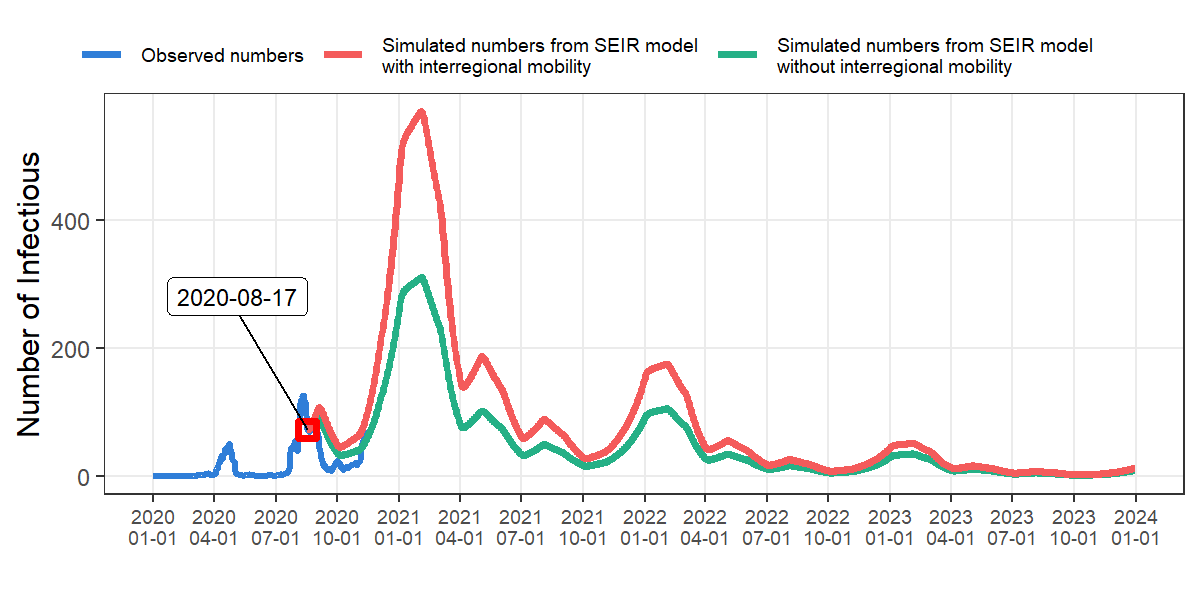 Observed numbers
Simulated numbers from SEIR model
with interregional mobility
Simulated numbers from SEIR model
without interregional mobility
Number of Infectious
400
200
0
2020-08-17
2020 2020 2020 2020 2021 2021 2021 2021 2022 2022 2022 2022 2023 2023 2023 2023 2024
01-01 04-01 07-01 10-01 01-01 04-01 07-01 10-01 01-01 04-01 07-01 10-01 01-01 04-01 07-01 10-01 01-01